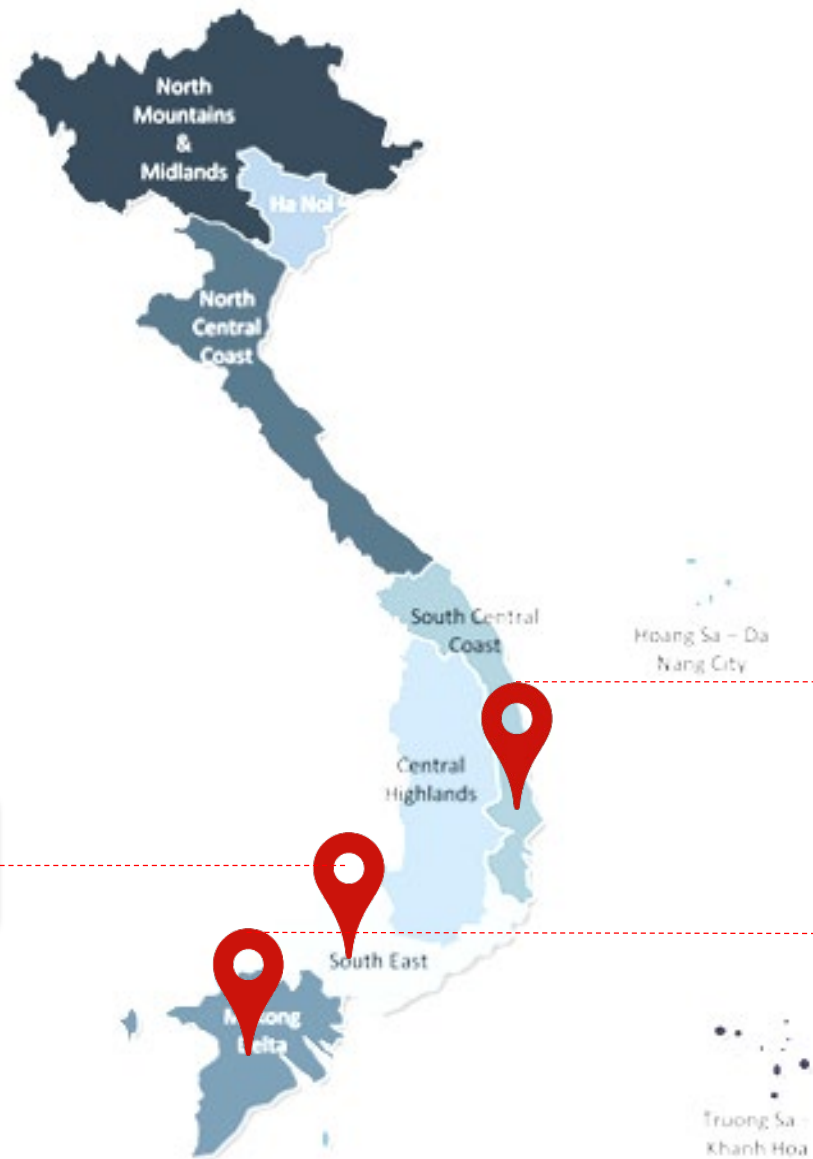 North
Mountains
&
Midlands
Ha Noi
North
Central
Coast
South Central
Coast
Hoang Sa – Da
Nang City
Central
Highlands
South East
Delta
Truong Sa -
Khanh Hoa